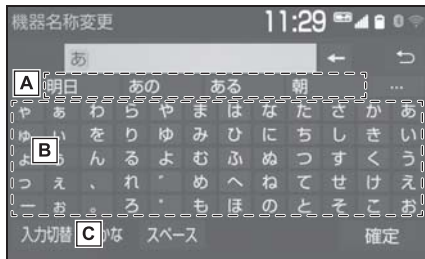 機器名称変更 11:29
あ
A 明日 あの ある 朝 ...
ゃ ぁ わ ら や ま は な た さ か あ
ゅ ぃ を り ゆ み ひ に ち し き い
ょ B ぅ ん る よ む ふ ぬ つ す く う
っ ぇ 、 れ ゛ め へ ね て せ け え
ー ぉ 。 ろ ゜ も ほ の と そ こ お
入力切替 C かな スペース 確定